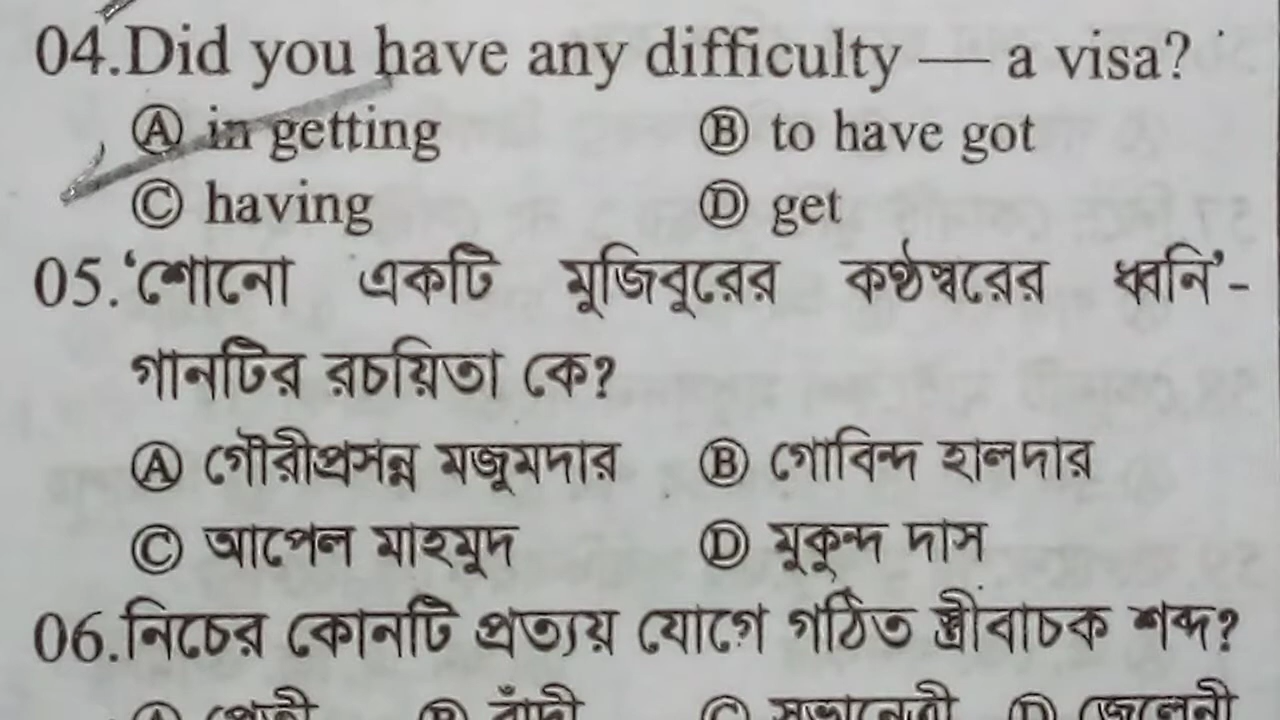 04.Did you have any difficulty — a visa?
Ⓐ in getting Ⓑ to have got
Ⓒ having Ⓓ get
05.‘শোনো একটি মুজিবুরের কণ্ঠস্বরের ধ্বনি’-
গানটির রচয়িতা কে?
Ⓐ গৌরীপ্রসন্ন মজুমদার Ⓑ গোবিন্দ হালদার
Ⓒ আপেল মাহমুদ Ⓓ মুকুন্দ দাস
06.নিচের কোনটি প্রত্যয় যোগে গঠিত স্ত্রীবাচক শব্দ?
Ⓐ Ⓑ বাঁদী Ⓒ সভানেত্রী Ⓓ জেলেনী